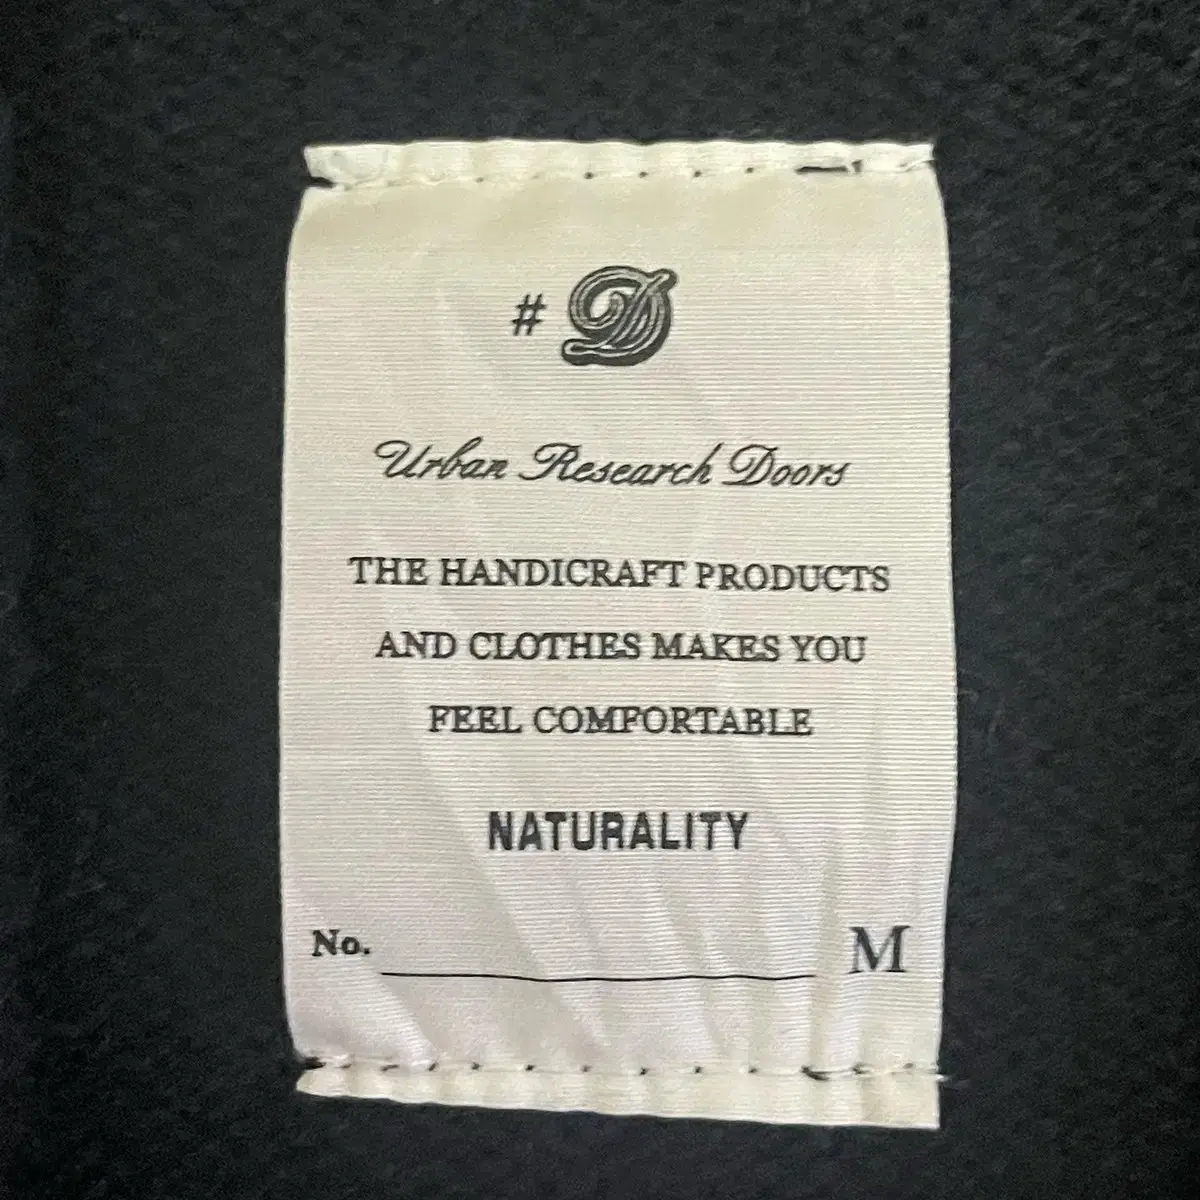 # D
Urban Research Doors
THE HANDICRAFT PRODUCTS
AND CLOTHES MAKES YOU
FEEL COMFORTABLE
NATURALITY
No. M